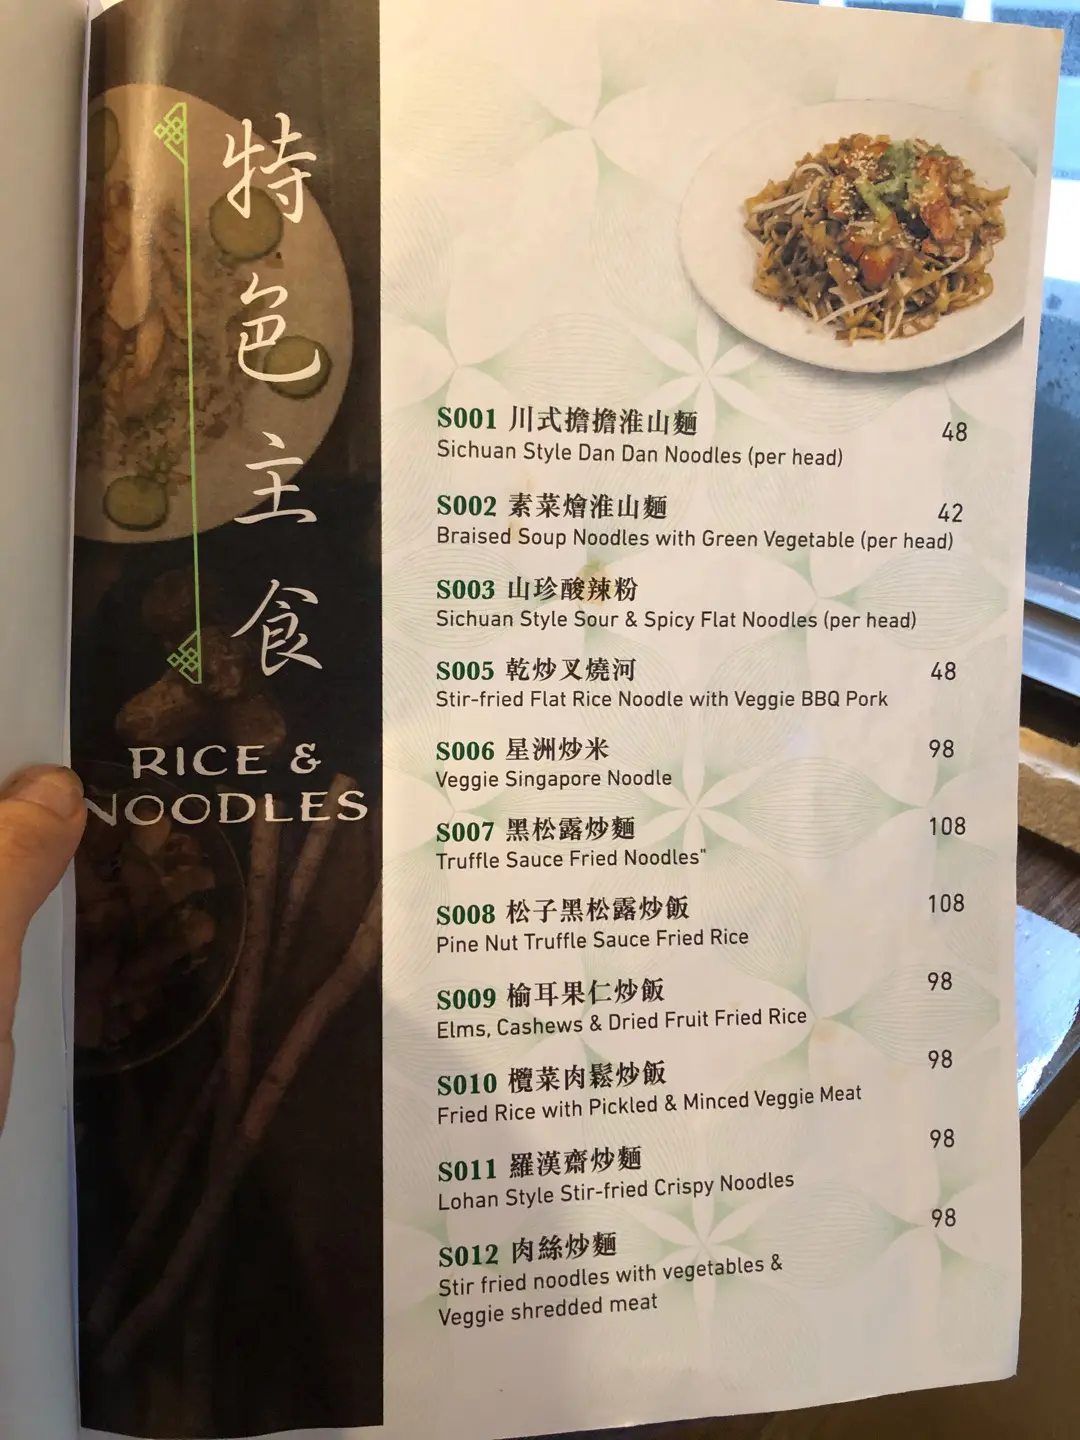 特色主食
RICE &
NOODLES
S001 川式擔擔淮山麵 48
Sichuan Style Dan Dan Noodles (per head)
S002 素菜燴淮山麵 42
Braised Soup Noodles with Green Vegetable (per head)
S003 山珍酸辣粉
Sichuan Style Sour & Spicy Flat Noodles (per head)
S005 乾炒叉燒河 48
Stir-fried Flat Rice Noodle with Veggie BBQ Pork
S006 星洲炒米 98
Veggie Singapore Noodle
S007 黑松露炒麵 108
Truffle Sauce Fried Noodles"
S008 松子黑松露炒飯 108
Pine Nut Truffle Sauce Fried Rice
S009 榆耳果仁炒飯 98
Elms, Cashews & Dried Fruit Fried Rice
S010 欖菜肉鬆炒飯 98
Fried Rice with Pickled & Minced Veggie Meat
S011 羅漢齋炒麵 98
Lohan Style Stir-fried Crispy Noodles
S012 肉絲炒麵 98
Stir fried noodles with vegetables &
Veggie shredded meat